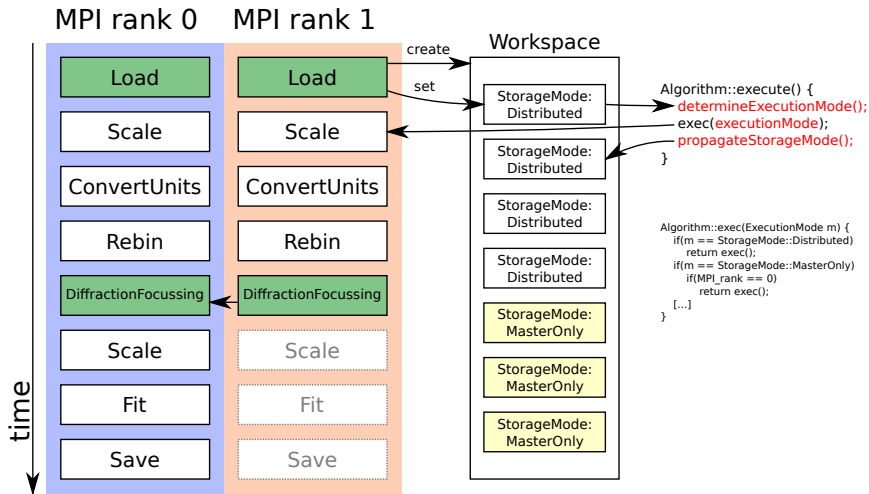 MPI rank 0
Load
Scale
ConvertUnits
Rebin
DiffractionFocussing
Scale
Fit
Save
MPI rank 1
Load
Scale
ConvertUnits
Rebin
DiffractionFocussing
Scale
Fit
Save
time
create
set
Workspace
StorageMode:
Distributed
StorageMode:
Distributed
StorageMode:
Distributed
StorageMode:
Distributed
StorageMode:
MasterOnly
StorageMode:
MasterOnly
StorageMode:
MasterOnly
Algorithm::execute() {
determineExecutionMode();
exec(executionMode);
propagateStorageMode();
}
Algorithm::exec(ExecutionMode m) {
if(m == StorageMode::Distributed)
return exec();
if(m == StorageMode::MasterOnly)
if(MPI_rank == 0)
return exec();
[...]
}